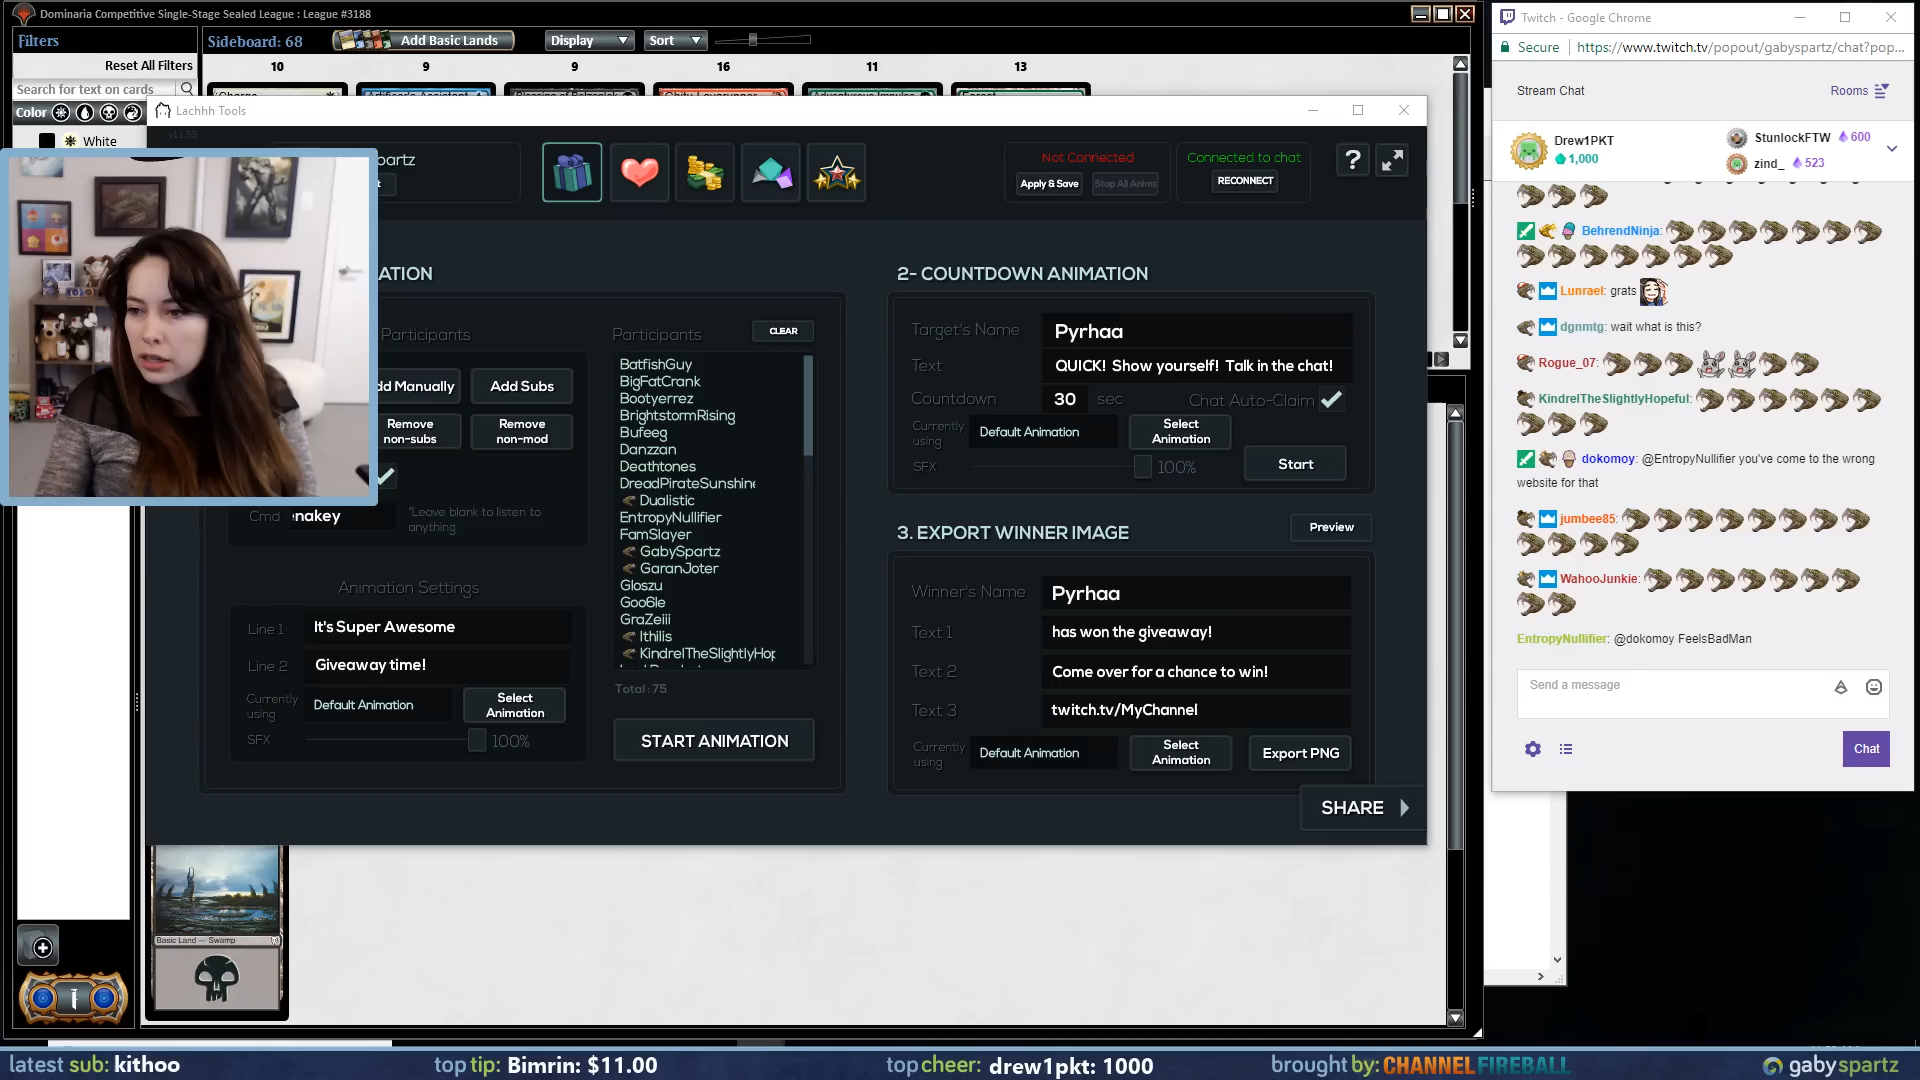 Dominaria Competitive Single-Stage Sealed League : League #3188
Filters
Sideboard: 68
Add Basic Lands
Display
Sort
Reset All Filters
10
9
9
16
11
13
Search for text on cards
Color
White
Lachhh Tools
v1.1.33
artz
Not Connected
Apply & Save
Stop All Anims
Connected to chat
RECONNECT
?
ATION
Participants
dd Manually
Add Subs
Remove
non-subs
Remove
non-mod
Cmd
nakey
*Leave blank to listen to
anything
Animation Settings
Line 1
It's Super Awesome
Line 2
Giveaway time!
Currently
using
Default Animation
Select
Animation
SFX
100%
Participants
CLEAR
BatfishGuy
BigFatCrank
Bootyerrez
BrightstormRising
Bufeeg
Danzzan
Deathtones
DreadPirateSunshine
Dualistic
EntropyNullifier
FamSlayer
GabySpartz
GaranJoter
Gloszu
Goo6le
GraZeiii
Ithilis
KindrelTheSlightlyHop
Total : 75
START ANIMATION
2- COUNTDOWN ANIMATION
Target's Name
Pyrhaa
Text
QUICK! Show yourself! Talk in the chat!
Countdown
30
sec
Chat Auto-Claim
Currently
using
Default Animation
Select
Animation
SFX
100%
Start
3. EXPORT WINNER IMAGE
Preview
Winner's Name
Pyrhaa
Text 1
has won the giveaway!
Text 2
Come over for a chance to win!
Text 3
twitch.tv/MyChannel
Currently
using
Default Animation
Select
Animation
Export PNG
SHARE
Basic Land — Swamp
Twitch - Google Chrome
Secure
https://www.twitch.tv/popout/gabyspartz/chat?pop...
Stream Chat
Rooms
Drew1PKT
1,000
StunlockFTW
600
zind_
523
BehrendNinja:
Lunrael: grats
dgnmtg: wait what is this?
Rogue_07:
KindrelTheSlightlyHopeful:
dokomoy: @EntropyNullifier you've come to the wrong
website for that
jumbee85:
WahooJunkie:
EntropyNullifier: @dokomoy FeelsBadMan
Send a message
Chat
latest sub: kithoo
top tip: Bimrin: $11.00
top cheer: drew1pkt: 1000
brought by: CHANNELFIREBALL
gabyspartz